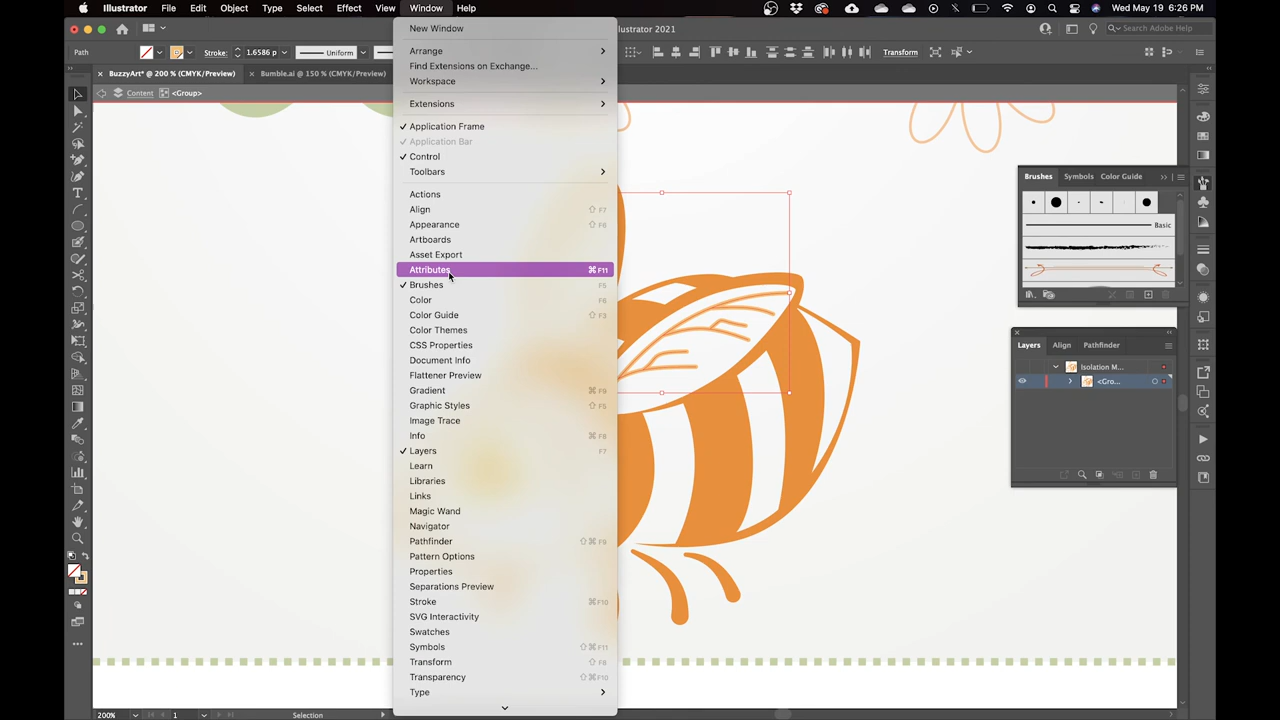 Illustrator File Edit Object Type Select Effect View Window Help Wed May 19 6:26 PM
Illustrator 2021 Search Adobe Help
Path Stroke: 1.6586 p Uniform Transform
× BuzzyArt* @ 200 % (CMYK/Preview) × Bumble.ai @ 150 % (CMYK/Preview)
Content <Group>
New Window
Arrange
Find Extensions on Exchange...
Workspace
Extensions
Application Frame
Application Bar
Control
Toolbars
Actions
Align ⇧ F7
Appearance ⇧ F6
Artboards
Asset Export
Attributes ⌘F11
Brushes F5
Color F6
Color Guide ⇧ F3
Color Themes
CSS Properties
Document Info
Flattener Preview
Gradient ⌘F9
Graphic Styles ⇧ F5
Image Trace
Info ⌘F8
Layers F7
Learn
Libraries
Links
Magic Wand
Navigator
Pathfinder ⇧⌘F9
Pattern Options
Properties
Separations Preview
Stroke ⌘F10
SVG Interactivity
Swatches
Symbols ⇧⌘F11
Transform ⇧ F8
Transparency ⇧⌘F10
Type
Brushes Symbols Color Guide
Basic
Layers Align Pathfinder
Isolation M...
<Gro...
200% 1 Selection